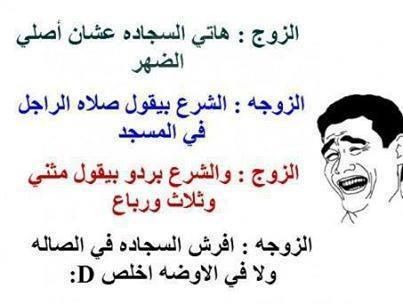 الزوج : هاتي السجاده عشان أصلي
الضهر
الزوجه : الشرع بيقول صلاه الراجل
في المسجد
الزوج : والشرع بردو بيقول مثني
وثلاث ورباع
الزوجه : افرش السجاده في الصاله
ولا في الاوضه اخلص D: